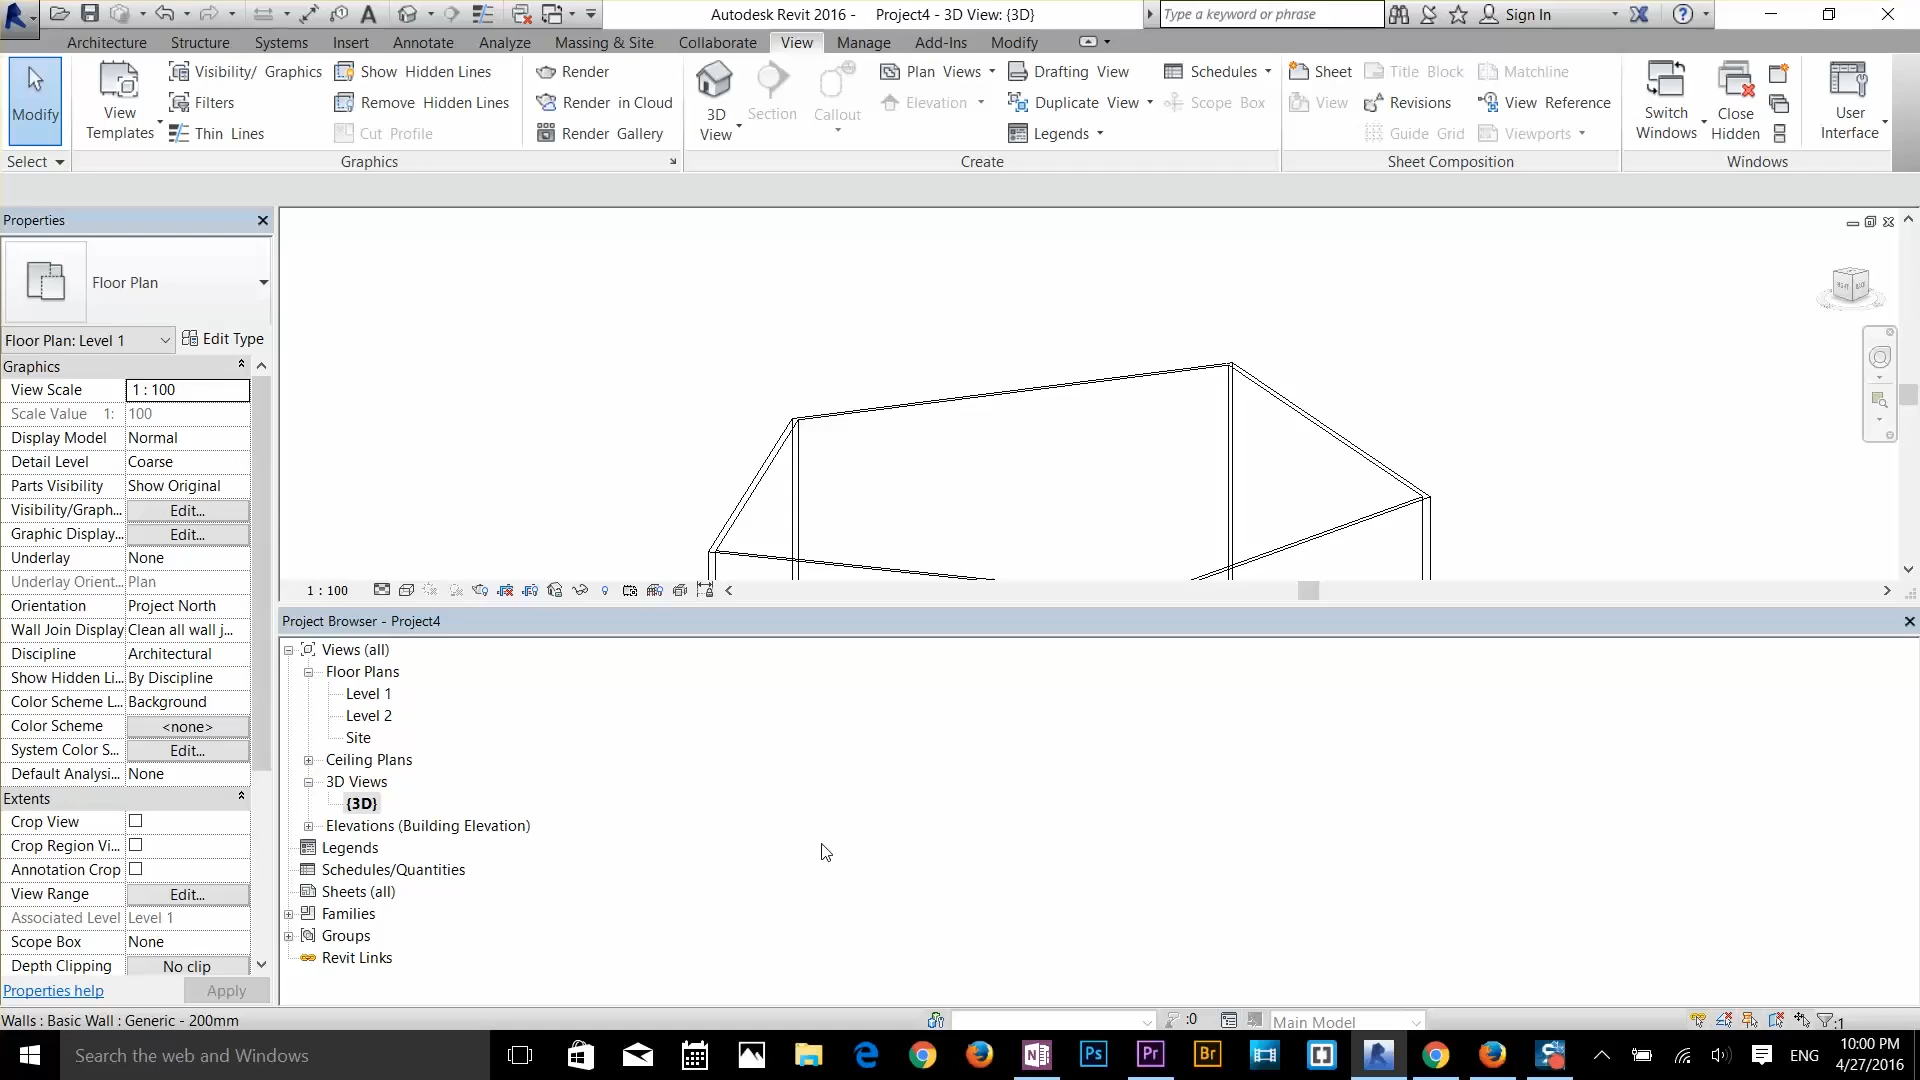 Autodesk Revit 2016 - Project4 - 3D View: {3D}
Type a keyword or phrase
Sign In
Architecture Structure Systems Insert Annotate Analyze Massing & Site Collaborate View Manage Add-Ins Modify
Modify
View Templates
Visibility/ Graphics
Filters
Thin Lines
Show Hidden Lines
Remove Hidden Lines
Cut Profile
Render
Render in Cloud
Render Gallery
3D View
Section
Callout
Plan Views
Elevation
Drafting View
Duplicate View
Legends
Schedules
Scope Box
Sheet
View
Title Block
Revisions
Guide Grid
Matchline
View Reference
Viewports
Switch Windows
Close Hidden
User Interface
Select Graphics Create Sheet Composition Windows
Properties
Floor Plan
Floor Plan: Level 1 Edit Type
Graphics
View Scale 1 : 100
Scale Value 1: 100
Display Model Normal
Detail Level Coarse
Parts Visibility Show Original
Visibility/Graph... Edit...
Graphic Display... Edit...
Underlay None
Underlay Orient... Plan
Orientation Project North
Wall Join Display Clean all wall j...
Discipline Architectural
Show Hidden Li... By Discipline
Color Scheme L... Background
Color Scheme <none>
System Color S... Edit...
Default Analysi... None
Extents
Crop View
Crop Region Vi...
Annotation Crop
View Range Edit...
Associated Level Level 1
Scope Box None
Depth Clipping No clip
Properties help Apply
1 : 100
Project Browser - Project4
Views (all)
Floor Plans
Level 1
Level 2
Site
Ceiling Plans
3D Views
{3D}
Elevations (Building Elevation)
Legends
Schedules/Quantities
Sheets (all)
Families
Groups
Revit Links
Walls : Basic Wall : Generic - 200mm
:0
Main Model
:1
Search the web and Windows
Ps
Pr
Br
ENG
10:00 PM
4/27/2016